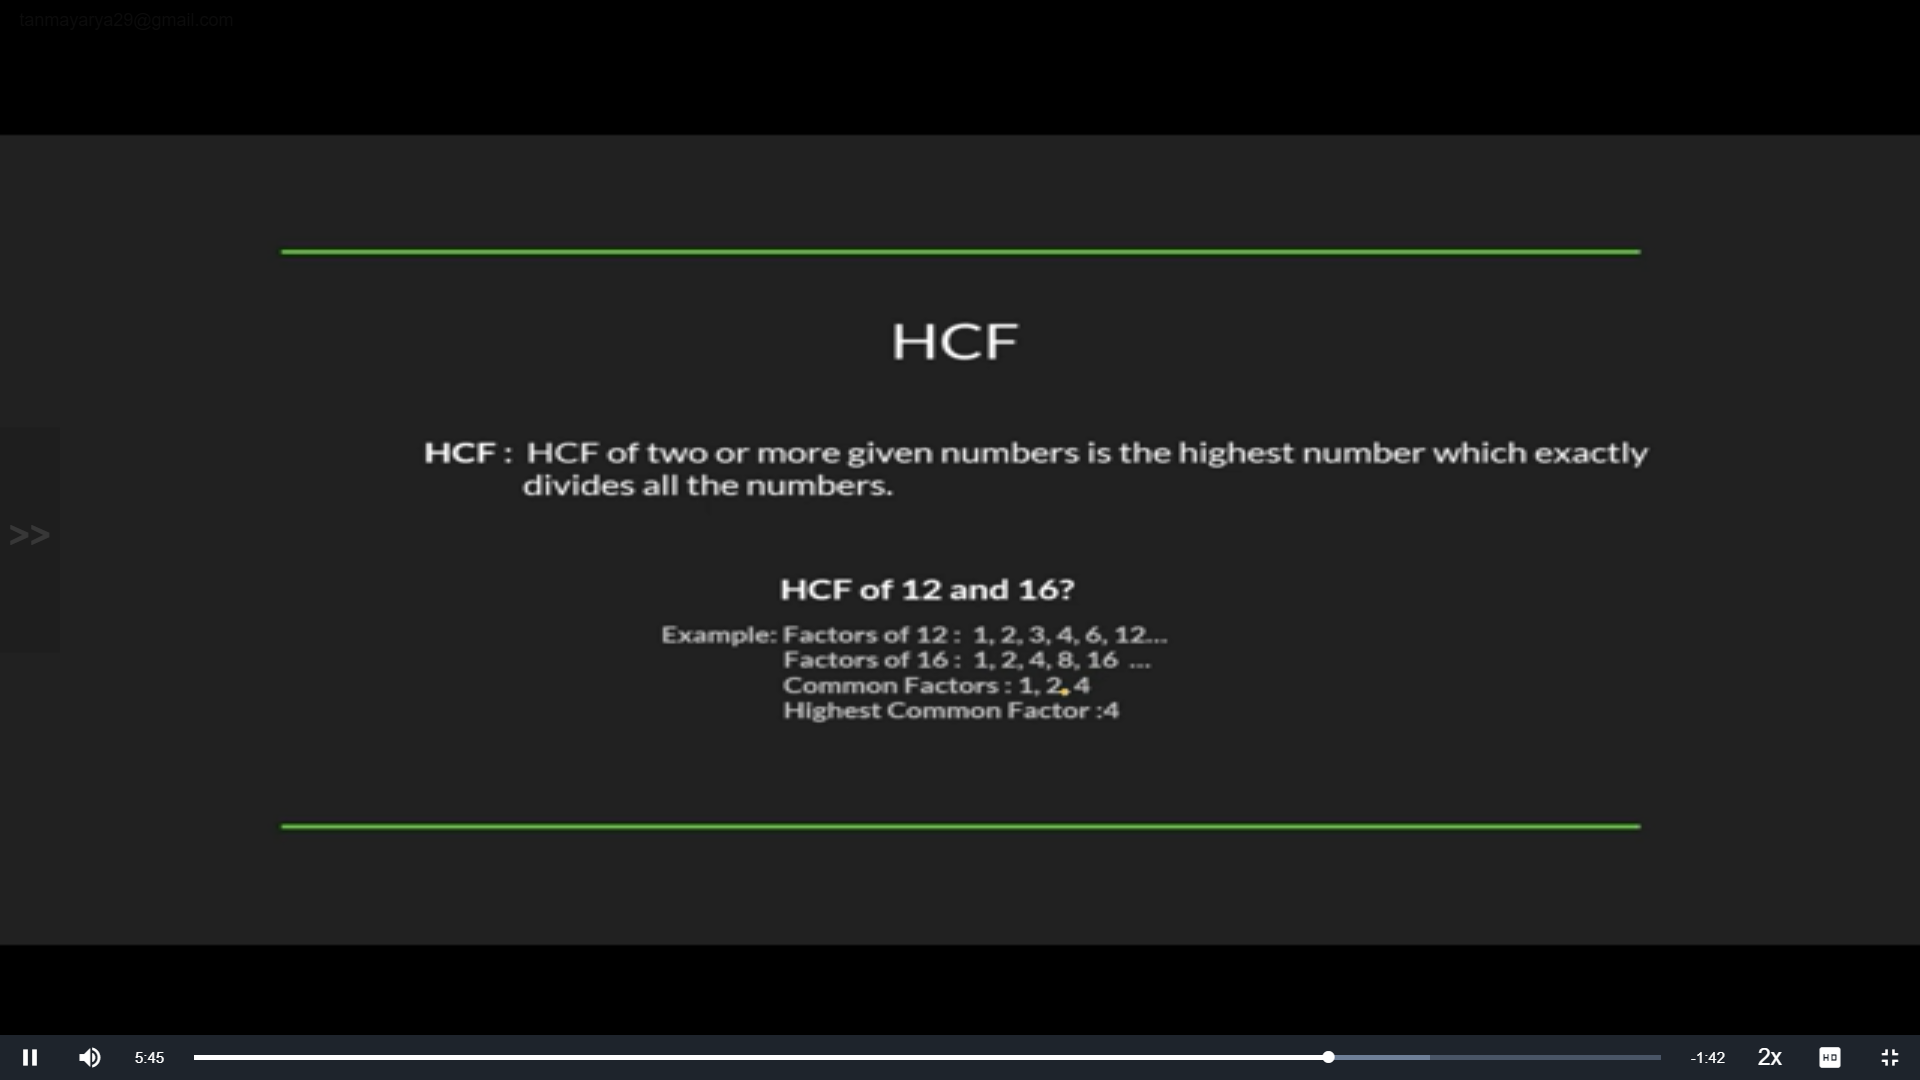 tanmayarya29@gmail.com
HCF
HCF : HCF of two or more given numbers is the highest number which exactly
divides all the numbers.
>>
HCF of 12 and 16?
Example: Factors of 12 : 1, 2, 3, 4, 6, 12...
Factors of 16 : 1, 2, 4, 8, 16 ...
Common Factors : 1, 2, 4
Highest Common Factor :4
5:45
-1:42
2x
HD